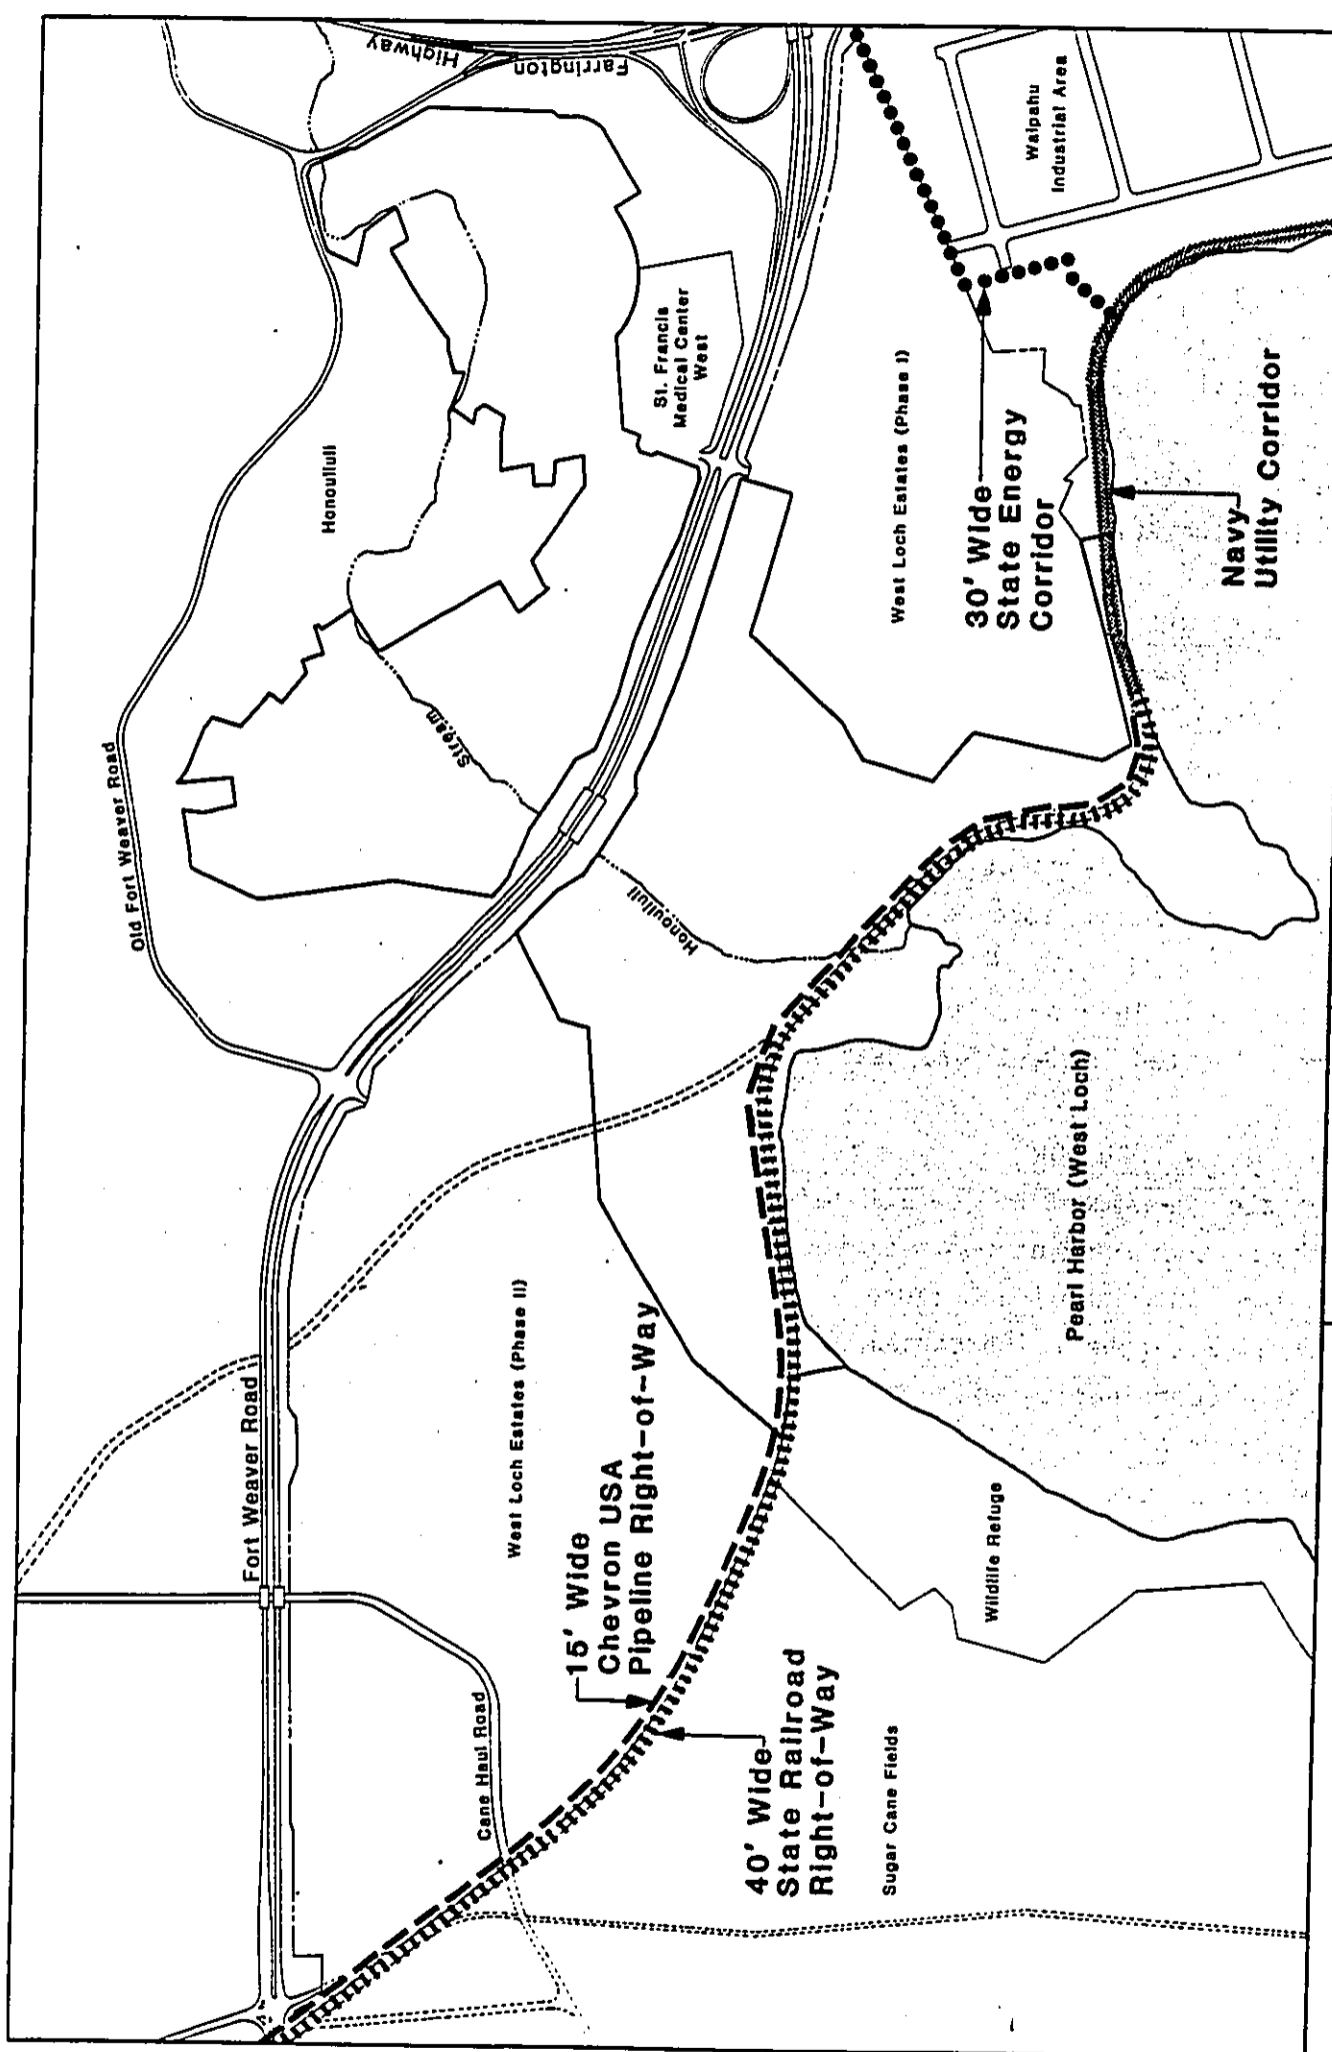 Farrington
Highway
Waipahu
Industrial Area
St. Francis
Medical Center
West
Honouliuli
West Loch Estates (Phase I)
30' Wide
State Energy
Corridor
Navy
Utility Corridor
Old Fort Weaver Road
Stream
Honouliuli
Pearl Harbor (West Loch)
Fort Weaver Road
West Loch Estates (Phase II)
15' Wide
Chevron USA
Pipeline Right-of-Way
Wildlife Refuge
Cane Haul Road
40' Wide
State Railroad
Right-of-Way
Sugar Cane Fields